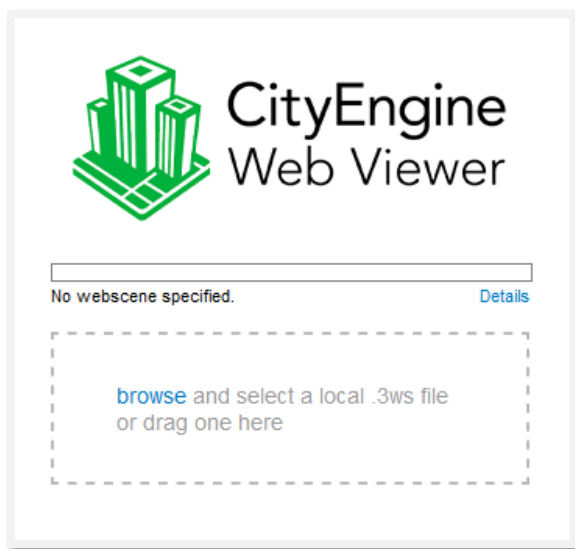 CityEngine
Web Viewer
No webscene specified.
Details
browse and select a local .3ws file
or drag one here